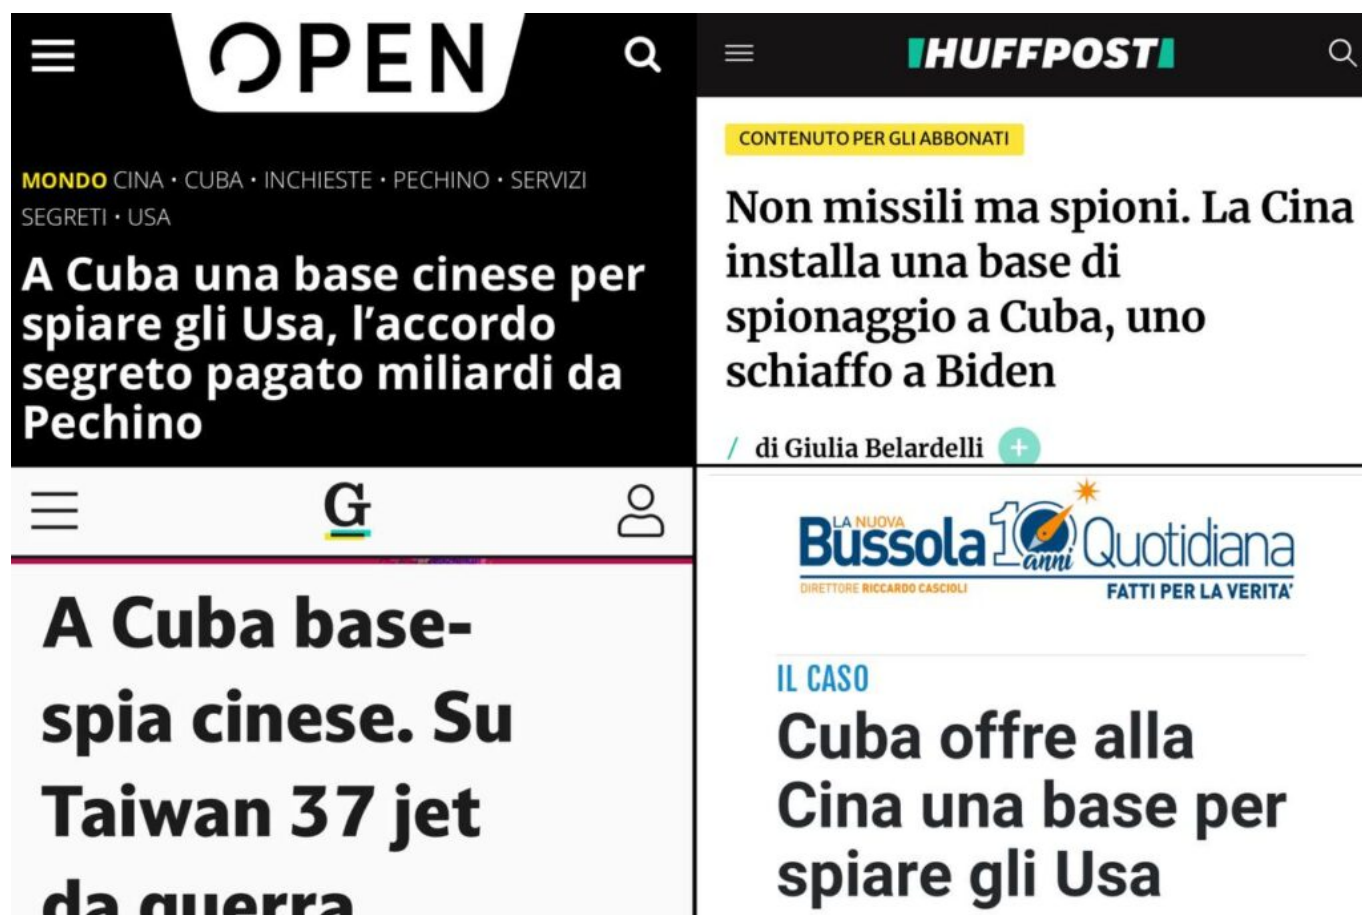 OPEN
MONDO CINA • CUBA • INCHIESTE • PECHINO • SERVIZI
SEGRETI • USA
A Cuba una base cinese per
spiare gli Usa, l’accordo
segreto pagato miliardi da
Pechino
HUFFPOST
CONTENUTO PER GLI ABBONATI
Non missili ma spioni. La Cina
installa una base di
spionaggio a Cuba, uno
schiaffo a Biden
/ di Giulia Belardelli +
G
A Cuba base-
spia cinese. Su
Taiwan 37 jet
da guerra
LA NUOVA
Bussola 10 anni Quotidiana
DIRETTORE RICCARDO CASCIOLI
FATTI PER LA VERITA'
IL CASO
Cuba offre alla
Cina una base per
spiare gli Usa